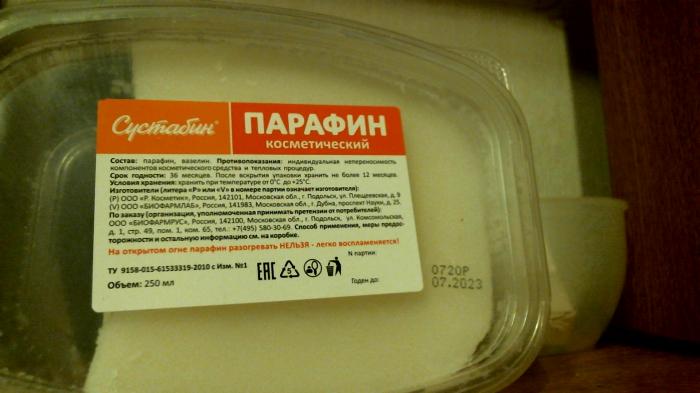 Сустабин®
ПАРАФИН
косметический
Состав: парафин, вазелин. Противопоказания: индивидуальная непереносимость
компонентов косметического средства и тепловых процедур.
Срок годности: 36 месяцев. После вскрытия упаковки хранить не более 12 месяцев.
Условия хранения: хранить при температуре от 0°C до +25°C.
Изготовители (литера «Р» или «V» в номере партии означает изготовителя):
(P) ООО «Р. Косметик», Россия, 142101, Московская обл., г. Подольск, ул. Плещеевская, д. 9
(V) ООО «БИОФАРМЛАБ», Россия, 141983, Московская обл., г. Дубна, проспект Науки, д. 25.
По заказу (организация, уполномоченная принимать претензии от потребителей):
ООО «БИОФАРМРУС», Россия, 142100, Московская обл., г. Подольск, ул. Комсомольская,
д. 1, стр. 49, пом. 1, ком. 65, тел.: +7(495) 580-30-69. Способ применения, меры предос-
торожности и остальную информацию см. на коробке.
На открытом огне парафин разогревать НЕЛЬЗЯ - легко воспламеняется!
ТУ 9158-015-61533319-2010 с Изм. №1
Объем: 250 мл
EAC
5
N партии:
Годен до:
0720P
07.2023